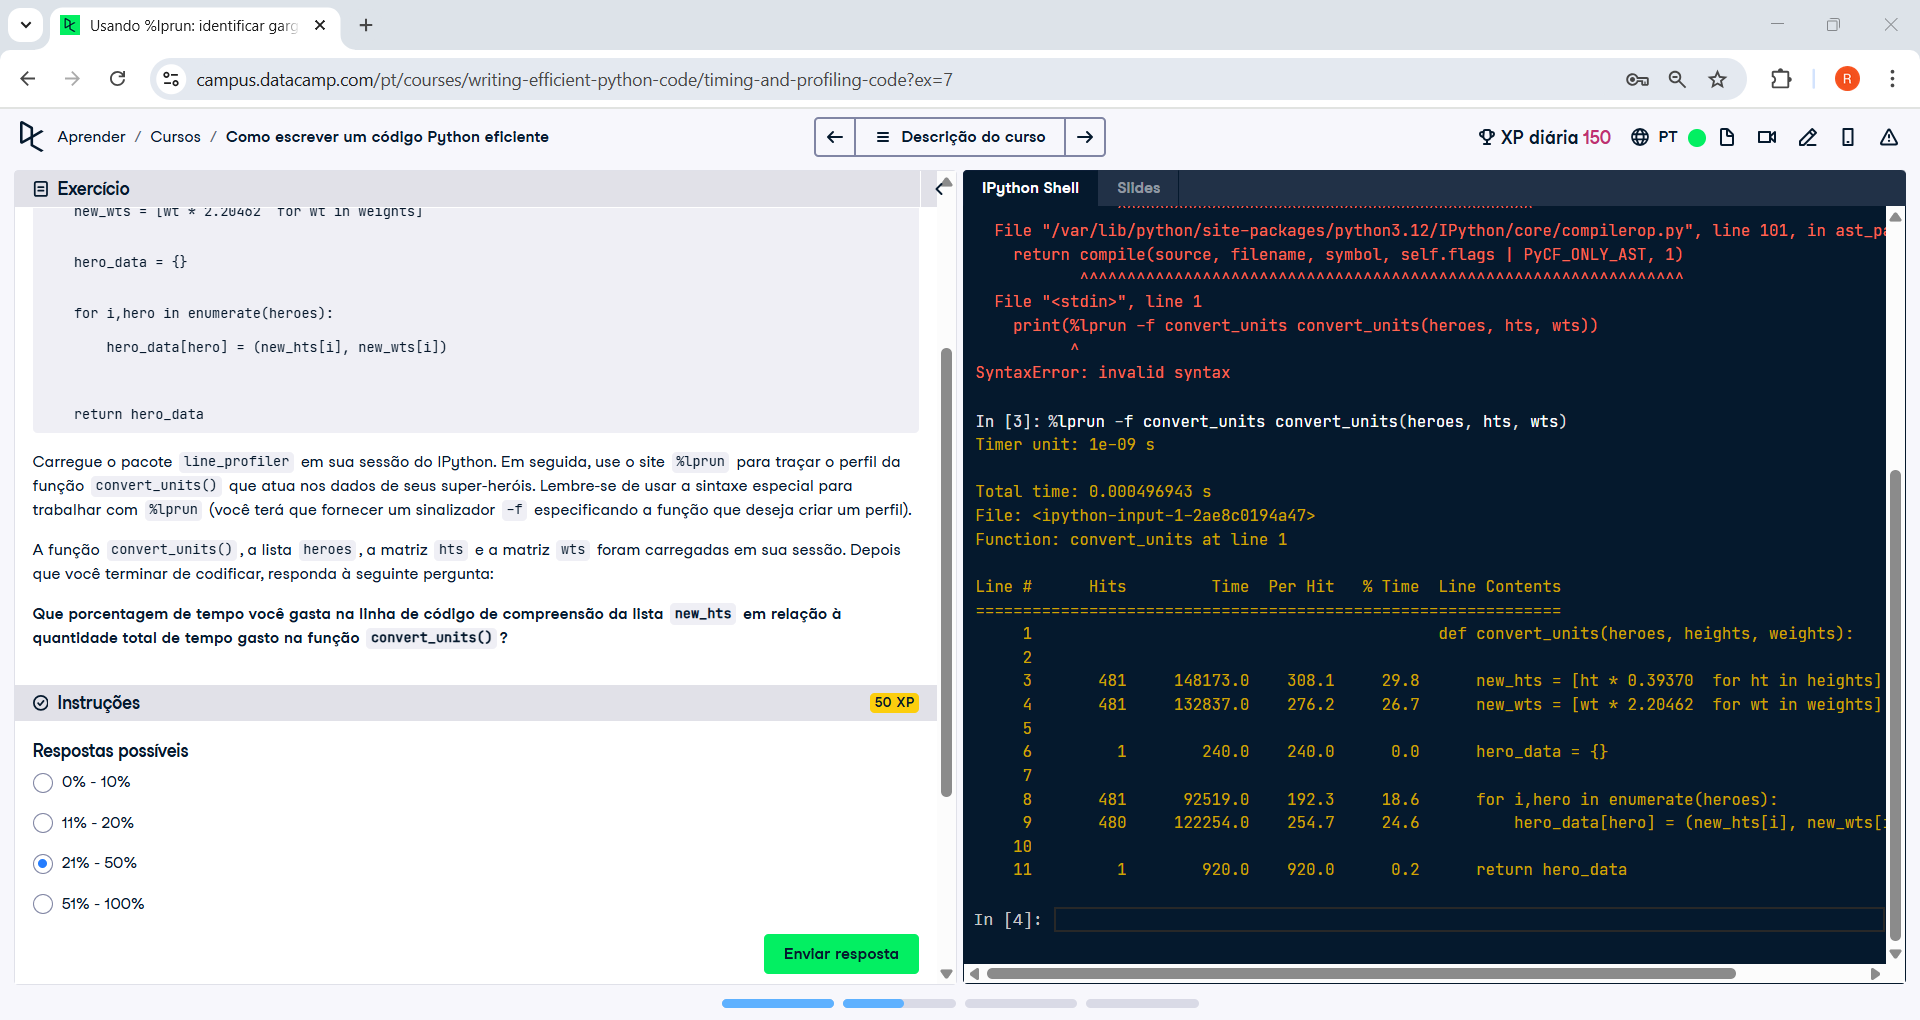 Usando %lprun: identificar garg
campus.datacamp.com/pt/courses/writing-efficient-python-code/timing-and-profiling-code?ex=7
R
Aprender / Cursos / Como escrever um código Python eficiente
Descrição do curso
XP diária 150
PT
Exercício
new_wts = [wt * 2.20462  for wt in weights]
hero_data = {}
for i,hero in enumerate(heroes):
hero_data[hero] = (new_hts[i], new_wts[i])
return hero_data
Carregue o pacote line_profiler em sua sessão do IPython. Em seguida, use o site %lprun para traçar o perfil da
função convert_units() que atua nos dados de seus super-heróis. Lembre-se de usar a sintaxe especial para
trabalhar com %lprun (você terá que fornecer um sinalizador -f especificando a função que deseja criar um perfil).
A função convert_units() , a lista heroes , a matriz hts e a matriz wts foram carregadas em sua sessão. Depois
que você terminar de codificar, responda à seguinte pergunta:
Que porcentagem de tempo você gasta na linha de código de compreensão da lista new_hts em relação à
quantidade total de tempo gasto na função convert_units() ?
Instruções
50 XP
Respostas possíveis
0% - 10%
11% - 20%
21% - 50%
51% - 100%
Enviar resposta
IPython Shell
Slides
^^^^^^^^^^^^^^^^^^^^^^^^^^^^^^^^^^^^^^^^^^^^
File "/var/lib/python/site-packages/python3.12/IPython/core/compilerop.py", line 101, in ast_pa
return compile(source, filename, symbol, self.flags | PyCF_ONLY_AST, 1)
^^^^^^^^^^^^^^^^^^^^^^^^^^^^^^^^^^^^^^^^^^^^^^^^^^^^^^^^^^^^^^^^
File "<stdin>", line 1
print(%lprun -f convert_units convert_units(heroes, hts, wts))
^
SyntaxError: invalid syntax
In [3]: %lprun -f convert_units convert_units(heroes, hts, wts)
Timer unit: 1e-09 s
Total time: 0.000496943 s
File: <ipython-input-1-2ae8c0194a47>
Function: convert_units at line 1
Line #      Hits         Time  Per Hit   % Time  Line Contents
==============================================================
1                                           def convert_units(heroes, heights, weights):
2
3       481     148173.0    308.1     29.8      new_hts = [ht * 0.39370  for ht in heights]
4       481     132837.0    276.2     26.7      new_wts = [wt * 2.20462  for wt in weights]
5
6         1        240.0    240.0      0.0      hero_data = {}
7
8       481      92519.0    192.3     18.6      for i,hero in enumerate(heroes):
9       480     122254.0    254.7     24.6          hero_data[hero] = (new_hts[i], new_wts[i
10
11         1        920.0    920.0      0.2      return hero_data
In [4]: